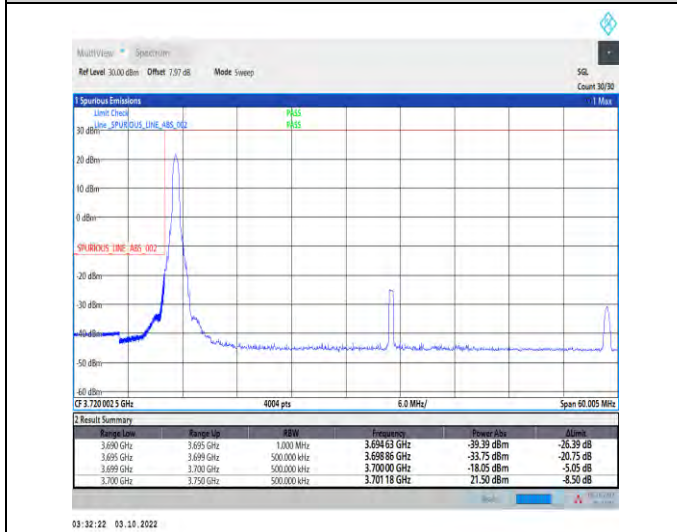 MultiView Spectrum
Ref Level 30.00 dBm Offset 7.97 dB Mode Sweep SGL
Count 30/30
1 Spurious Emissions 1 Max
Limit Check PASS
Line _SPURIOUS_LINE_ABS_002 PASS
30 dBm
20 dBm
10 dBm
0 dBm
SPURIOUS_LINE_ABS_002
-20 dBm
-30 dBm
-40 dBm
-50 dBm
-60 dBm
CF 3.720 002 5 GHz 4004 pts 6.0 MHz/ Span 60.005 MHz
2 Result Summary
Range Low Range Up RBW Frequency Power Abs ΔLimit
3.690 GHz 3.695 GHz 1.000 MHz 3.694 63 GHz -39.39 dBm -26.39 dB
3.695 GHz 3.699 GHz 500.000 kHz 3.698 86 GHz -33.75 dBm -20.75 dB
3.699 GHz 3.700 GHz 500.000 kHz 3.700 00 GHz -18.05 dBm -5.05 dB
3.700 GHz 3.750 GHz 500.000 kHz 3.701 18 GHz 21.50 dBm -8.50 dB
03:32:22 03.10.2022